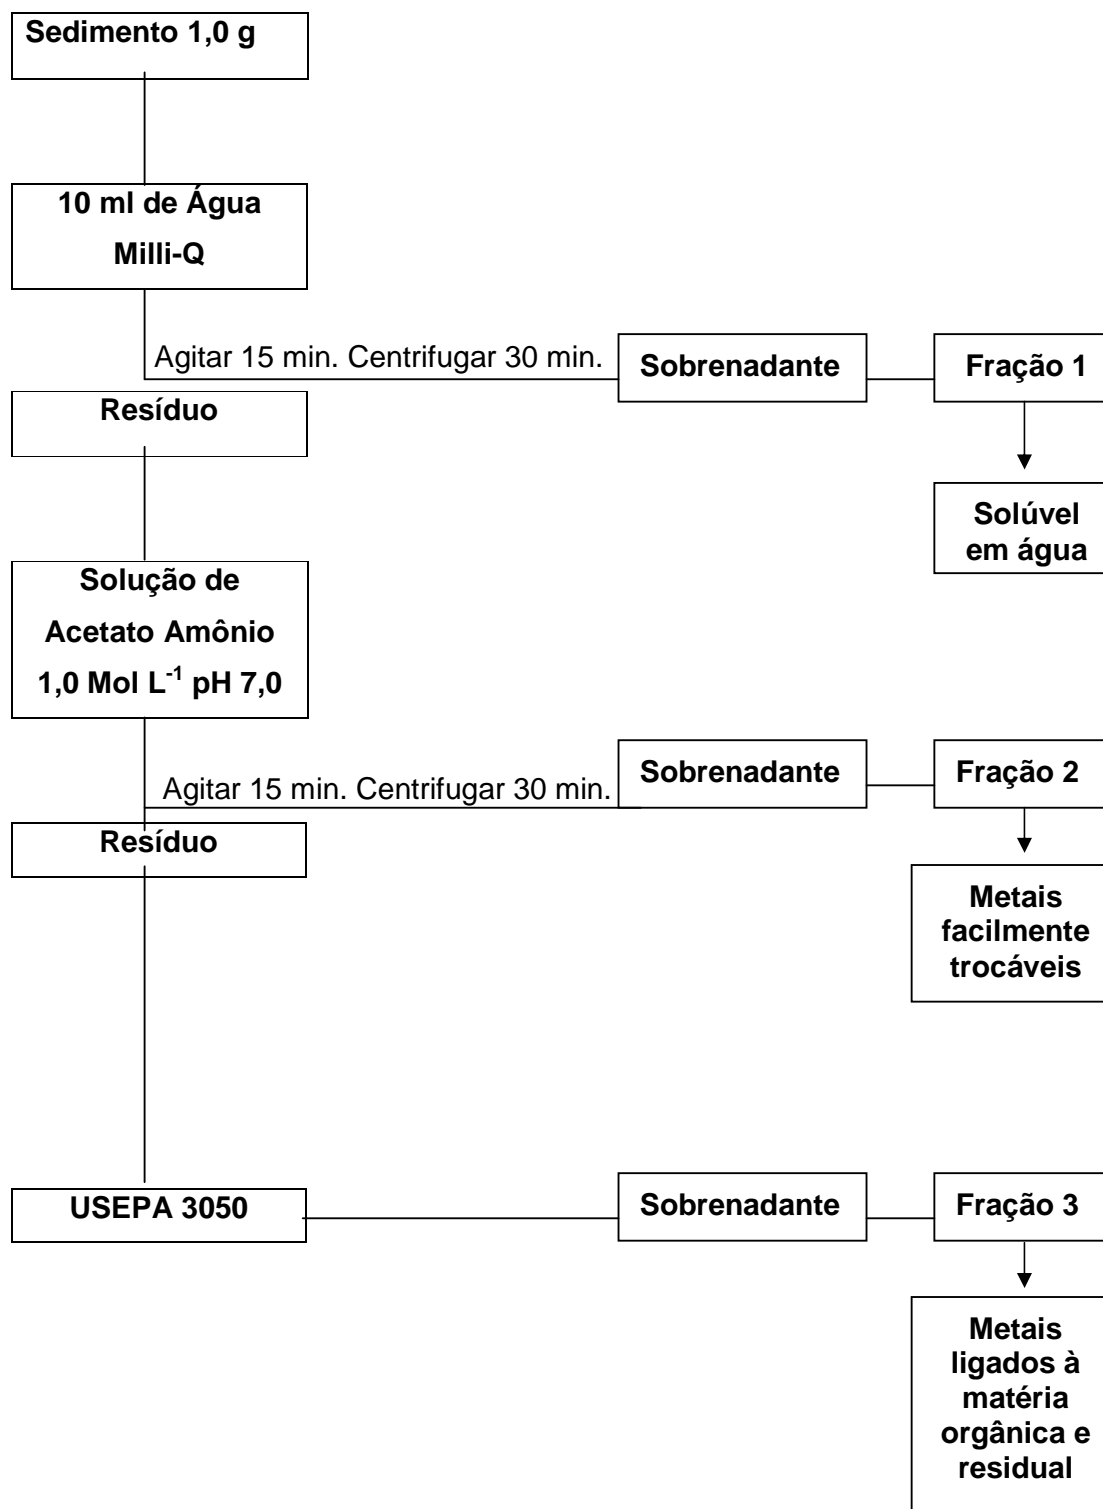 Sedimento 1,0 g
10 ml de Água
Milli-Q
Agitar 15 min. Centrifugar 30 min.
Sobrenadante
Fração 1
Resíduo
Solúvel
em água
Solução de
Acetato Amônio
1,0 Mol L⁻¹ pH 7,0
Agitar 15 min. Centrifugar 30 min.
Sobrenadante
Fração 2
Resíduo
Metais
facilmente
trocáveis
USEPA 3050
Sobrenadante
Fração 3
Metais
ligados à
matéria
orgânica e
residual